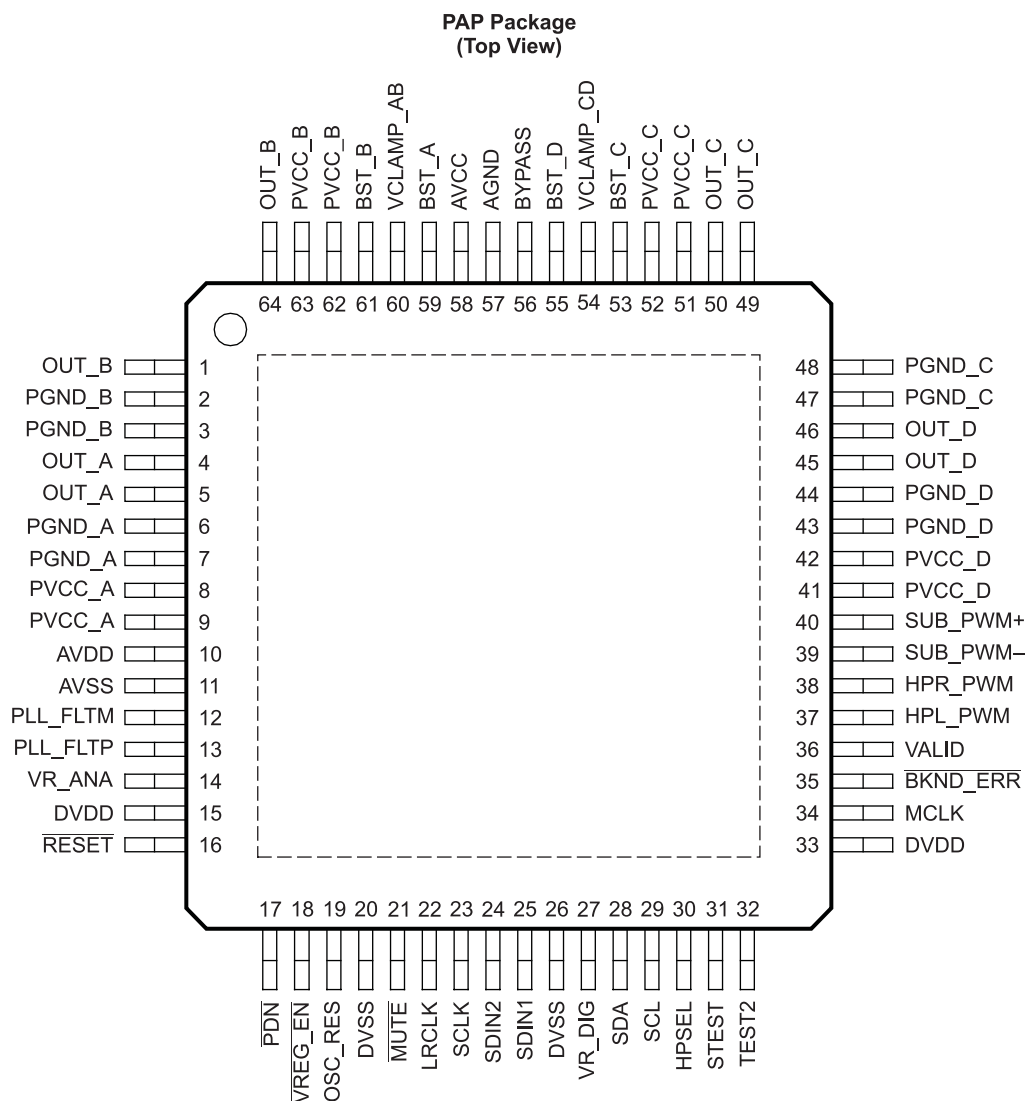 PAP Package
(Top View)
OUT_B
PVCC_B
PVCC_B
BST_B
VCLAMP_AB
BST_A
AVCC
AGND
BYPASS
BST_D
VCLAMP_CD
BST_C
PVCC_C
PVCC_C
OUT_C
OUT_C
64 63 62 61 60 59 58 57 56 55 54 53 52 51 50 49
OUT_B 1 48 PGND_C
PGND_B 2 47 PGND_C
PGND_B 3 46 OUT_D
OUT_A 4 45 OUT_D
OUT_A 5 44 PGND_D
PGND_A 6 43 PGND_D
PGND_A 7 42 PVCC_D
PVCC_A 8 41 PVCC_D
PVCC_A 9 40 SUB_PWM+
AVDD 10 39 SUB_PWM–
AVSS 11 38 HPR_PWM
PLL_FLTM 12 37 HPL_PWM
PLL_FLTP 13 36 VALID
VR_ANA 14 35 BKND_ERR
DVDD 15 34 MCLK
RESET 16 33 DVDD
17 18 19 20 21 22 23 24 25 26 27 28 29 30 31 32
PDN
VREG_EN
OSC_RES
DVSS
MUTE
LRCLK
SCLK
SDIN2
SDIN1
DVSS
VR_DIG
SDA
SCL
HPSEL
STEST
TEST2